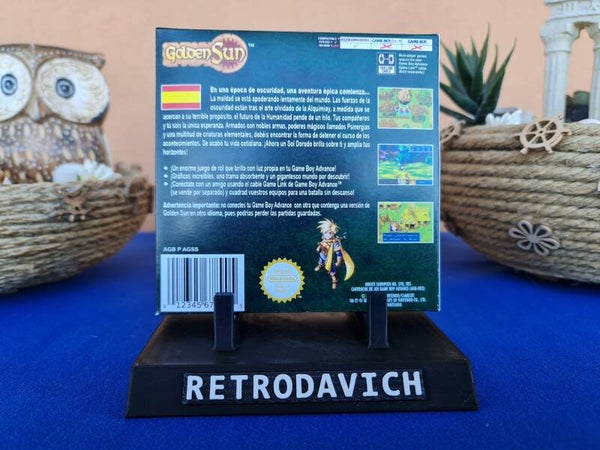 Golden Sun™
GAME BOY
En una época de oscuridad, una aventura épica comienza...
La maldad se está apoderando lentamente del mundo. Las fuerzas de la
oscuridad están tras el arte olvidado de la Alquimia, y a medida que se
acercan a su terrible propósito, el futuro de la Humanidad pende de un hilo. Tus compañeros
y tú sois la única esperanza. Armados con nobles armas, poderes mágicos llamados Psinergias
y una multitud de criaturas elementales, debéis encontrar la forma de detener el curso de los
acontecimientos. Se acabó tu vida cotidiana. ¡Ahora un Sol Dorado brilla sobre ti y amplía tus
horizontes!
• ¡Un enorme juego de rol que brilla con luz propia en tu Game Boy Advance!
• ¡Gráficos increíbles, una trama absorbente y un gigantesco mundo por descubrir!
• ¡Conéctate con un amigo usando el cable Game Link de Game Boy Advance™
(se vende por separado) y cuadrad vuestros equipos para una batalla sin descanso!
Advertencia importante: no conectes tu Game Boy Advance con otra que contenga una versión de
Golden Sun en otro idioma, pues podrías perder las partidas guardadas.
AGB P AGSS
RETRODAVICH